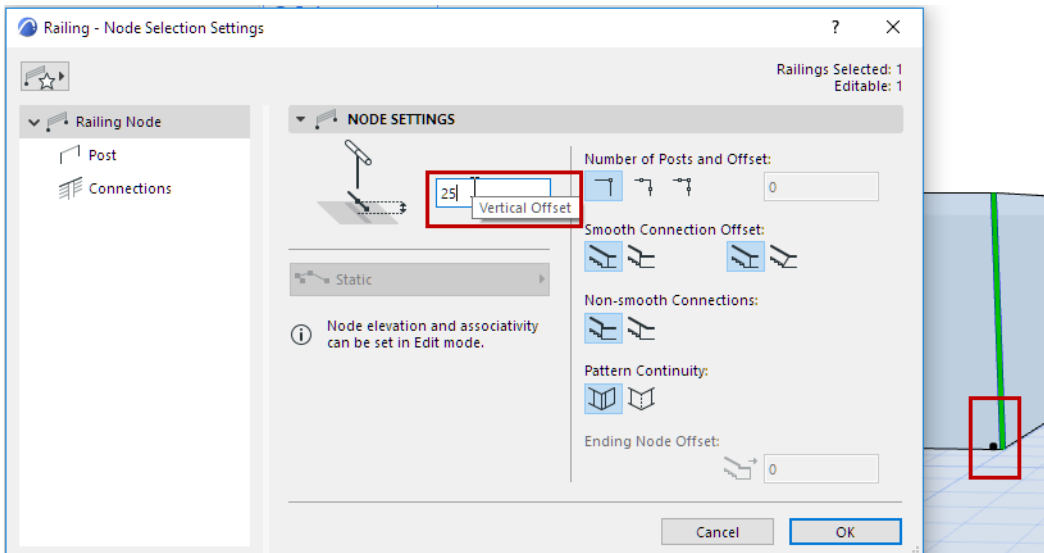 Railing - Node Selection Settings
?
Railings Selected: 1
Editable: 1
Railing Node
Post
Connections
NODE SETTINGS
25
Vertical Offset
Static
Node elevation and associativity
can be set in Edit mode.
Number of Posts and Offset:
0
Smooth Connection Offset:
Non-smooth Connections:
Pattern Continuity:
Ending Node Offset:
0
Cancel
OK